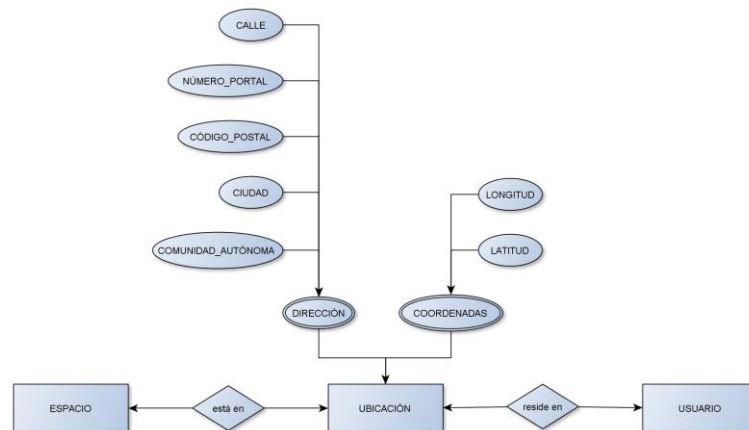 CALLE
NÚMERO_PORTAL
CÓDIGO_POSTAL
CIUDAD
LONGITUD
COMUNIDAD_AUTÓNOMA
LATITUD
DIRECCIÓN
COORDENADAS
ESPACIO
está en
UBICACIÓN
reside en
USUARIO